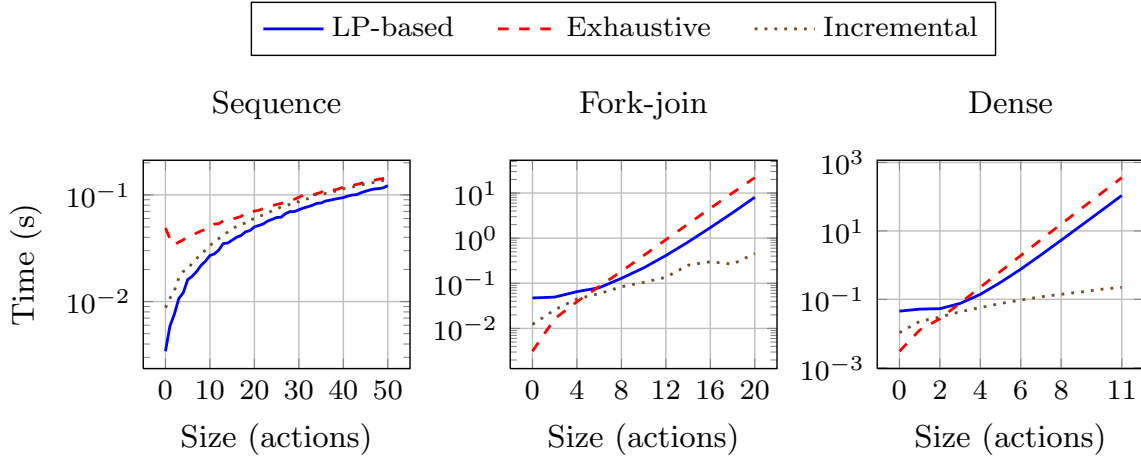 LP-based Exhaustive Incremental
Sequence Fork-join Dense
Time (s)
10^-1
10^-2
0 10 20 30 40 50
Size (actions)
10^1
10^0
10^-1
10^-2
0 4 8 12 16 20
Size (actions)
10^3
10^1
10^-1
10^-3
0 2 4 6 8 11
Size (actions)